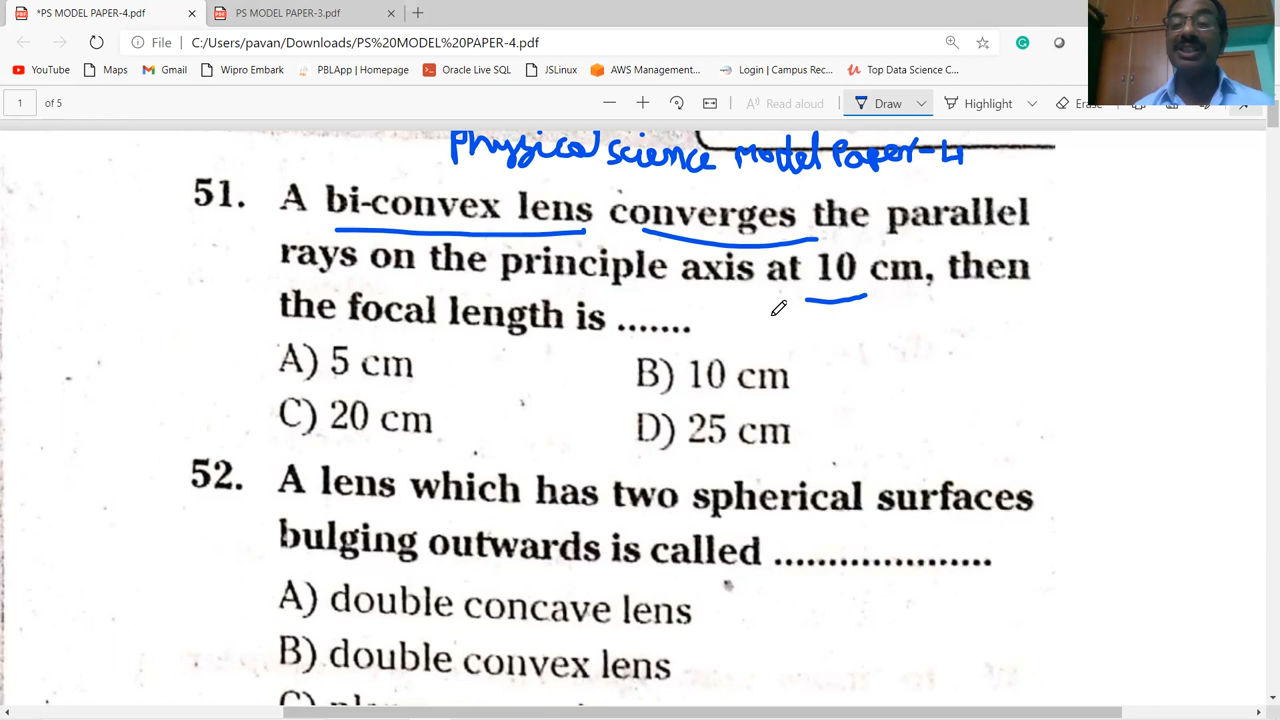 *PS MODEL PAPER-4.pdf
PS MODEL PAPER-3.pdf
File C:/Users/pavan/Downloads/PS%20MODEL%20PAPER-4.pdf
YouTube Maps Gmail Wipro Embark PBLApp | Homepage Oracle Live SQL JSLinux AWS Management... Login | Campus Rec... Top Data Science C...
1 of 5 Read aloud Draw Highlight Erase
Physical science Model Paper-4
51. A bi-convex lens converges the parallel
rays on the principle axis at 10 cm, then
the focal length is .......
A) 5 cm B) 10 cm
C) 20 cm D) 25 cm
52. A lens which has two spherical surfaces
bulging outwards is called .....................
A) double concave lens
B) double convex lens